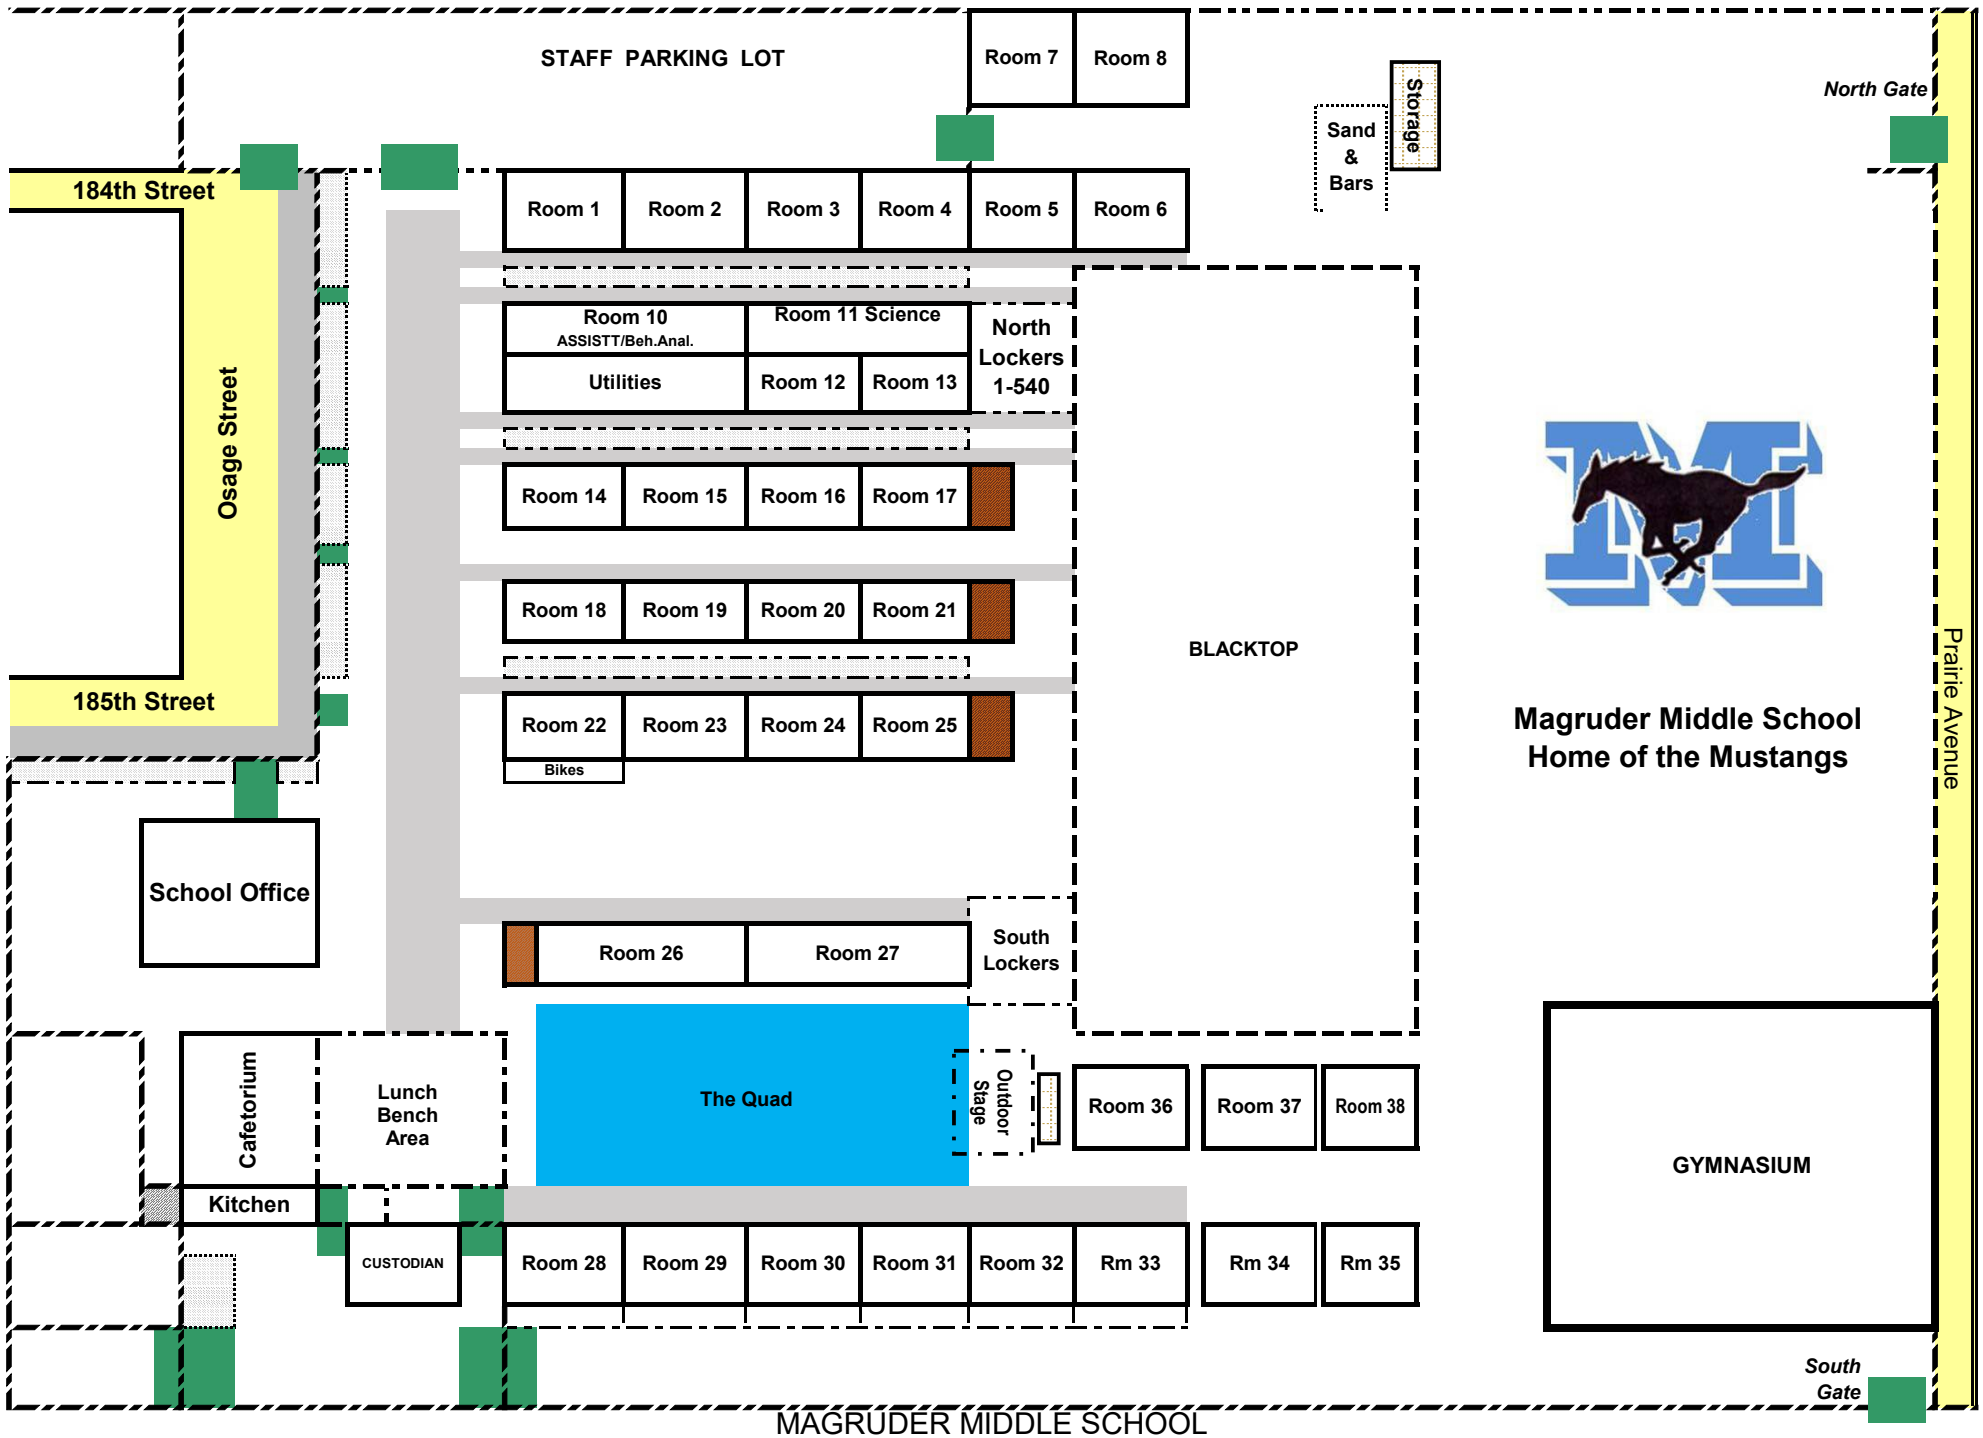 STAFF PARKING LOT
Room 7
Room 8
Storage
North Gate
Sand
&
Bars
184th Street
Room 1
Room 2
Room 3
Room 4
Room 5
Room 6
Room 10
ASSISTT/Beh.Anal.
Room 11 Science
North
Lockers
1-540
Utilities
Room 12
Room 13
Osage Street
Room 14
Room 15
Room 16
Room 17
M
Room 18
Room 19
Room 20
Room 21
BLACKTOP
Prairie Avenue
185th Street
Room 22
Room 23
Room 24
Room 25
Bikes
Magruder Middle School
Home of the Mustangs
School Office
Room 26
Room 27
South
Lockers
Cafetorium
Lunch
Bench
Area
The Quad
Outdoor
Stage
Room 36
Room 37
Room 38
GYMNASIUM
Kitchen
CUSTODIAN
Room 28
Room 29
Room 30
Room 31
Room 32
Rm 33
Rm 34
Rm 35
South
Gate
MAGRUDER MIDDLE SCHOOL